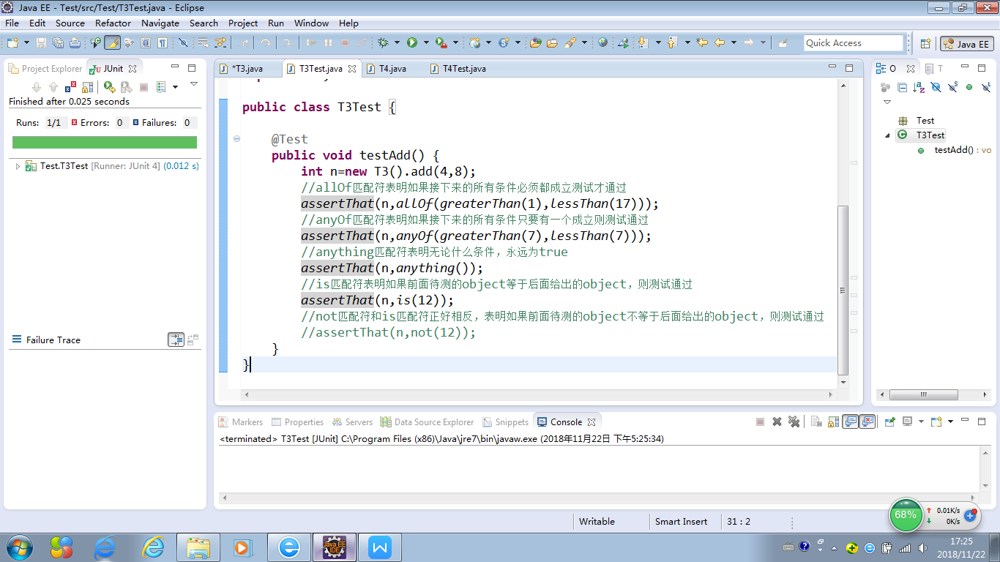 Java EE - Test/src/Test/T3Test.java - Eclipse
File Edit Source Refactor Navigate Search Project Run Window Help
Quick Access
Java EE
Project Explorer JUnit
Finished after 0.025 seconds
Runs: 1/1 Errors: 0 Failures: 0
Test.T3Test [Runner: JUnit 4] (0.012 s)
Failure Trace
*T3.java T3Test.java T4.java T4Test.java
public class T3Test {
@Test
public void testAdd() {
int n=new T3().add(4,8);
//allOf匹配符表明如果接下来的所有条件必须都成立测试才通过
assertThat(n,allOf(greaterThan(1),lessThan(17)));
//anyOf匹配符表明如果接下来的所有条件只要有一个成立则测试通过
assertThat(n,anyOf(greaterThan(7),lessThan(7)));
//anything匹配符表明无论什么条件，永远为true
assertThat(n,anything());
//is匹配符表明如果前面待测的object等于后面给出的object，则测试通过
assertThat(n,is(12));
//not匹配符和is匹配符正好相反，表明如果前面待测的object不等于后面给出的object，则测试通过
//assertThat(n,not(12));
}
}
O T
Test
T3Test
testAdd() : vo
Markers Properties Servers Data Source Explorer Snippets Console
<terminated> T3Test [JUnit] C:\Program Files (x86)\Java\jre7\bin\javaw.exe (2018年11月22日 下午5:25:34)
Writable Smart Insert 31 : 2
68% 0.01K/s
0K/s
Java EE
IDE
17:25
2018/11/22